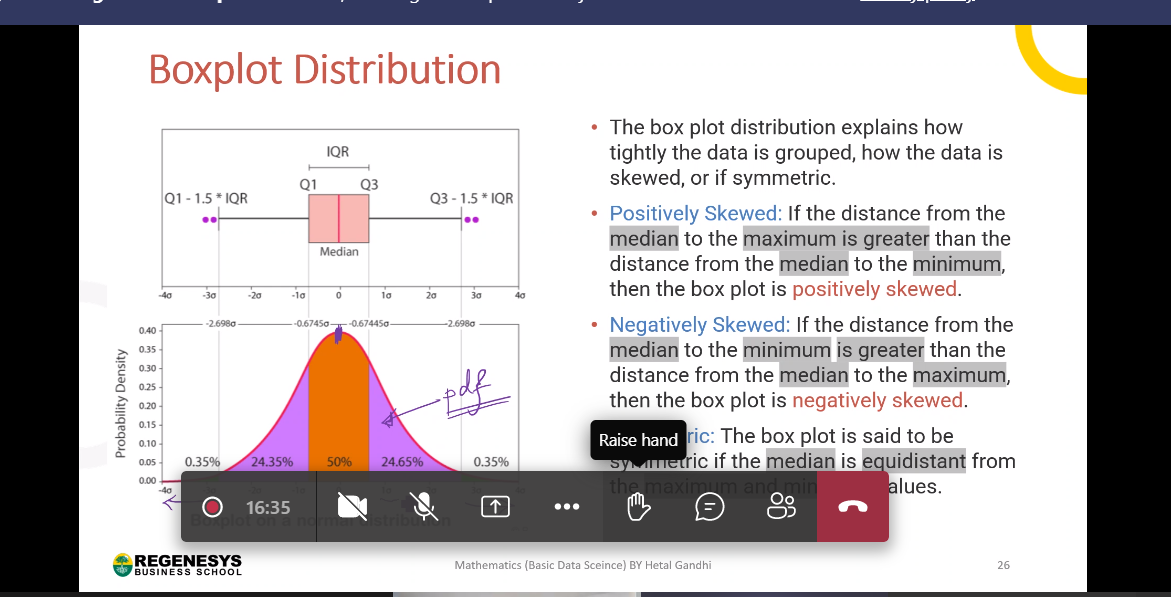 Boxplot Distribution
IQR
Q1 Q3
Q1 - 1.5 * IQR Q3 - 1.5 * IQR
Median
-4σ -3σ -2σ -1σ 0 1σ 2σ 3σ 4σ
-2.698σ -0.6745σ -0.67445σ -2.698σ
Probability Density
0.40
0.35
0.30
0.25
0.20
0.15
0.10
0.05
0.00
pdf
0.35% 24.35% 50% 24.65% 0.35%
-4σ
Boxplot on a normal distribution
• The box plot distribution explains how
tightly the data is grouped, how the data is
skewed, or if symmetric.
• Positively Skewed: If the distance from the
median to the maximum is greater than the
distance from the median to the minimum,
then the box plot is positively skewed.
• Negatively Skewed: If the distance from the
median to the minimum is greater than the
distance from the median to the maximum,
then the box plot is negatively skewed.
ric: The box plot is said to be
symmetric if the median is equidistant from
the maximum and min alues.
Raise hand
16:35
REGENESYS
BUSINESS SCHOOL
Mathematics (Basic Data Sceince) BY Hetal Gandhi
26